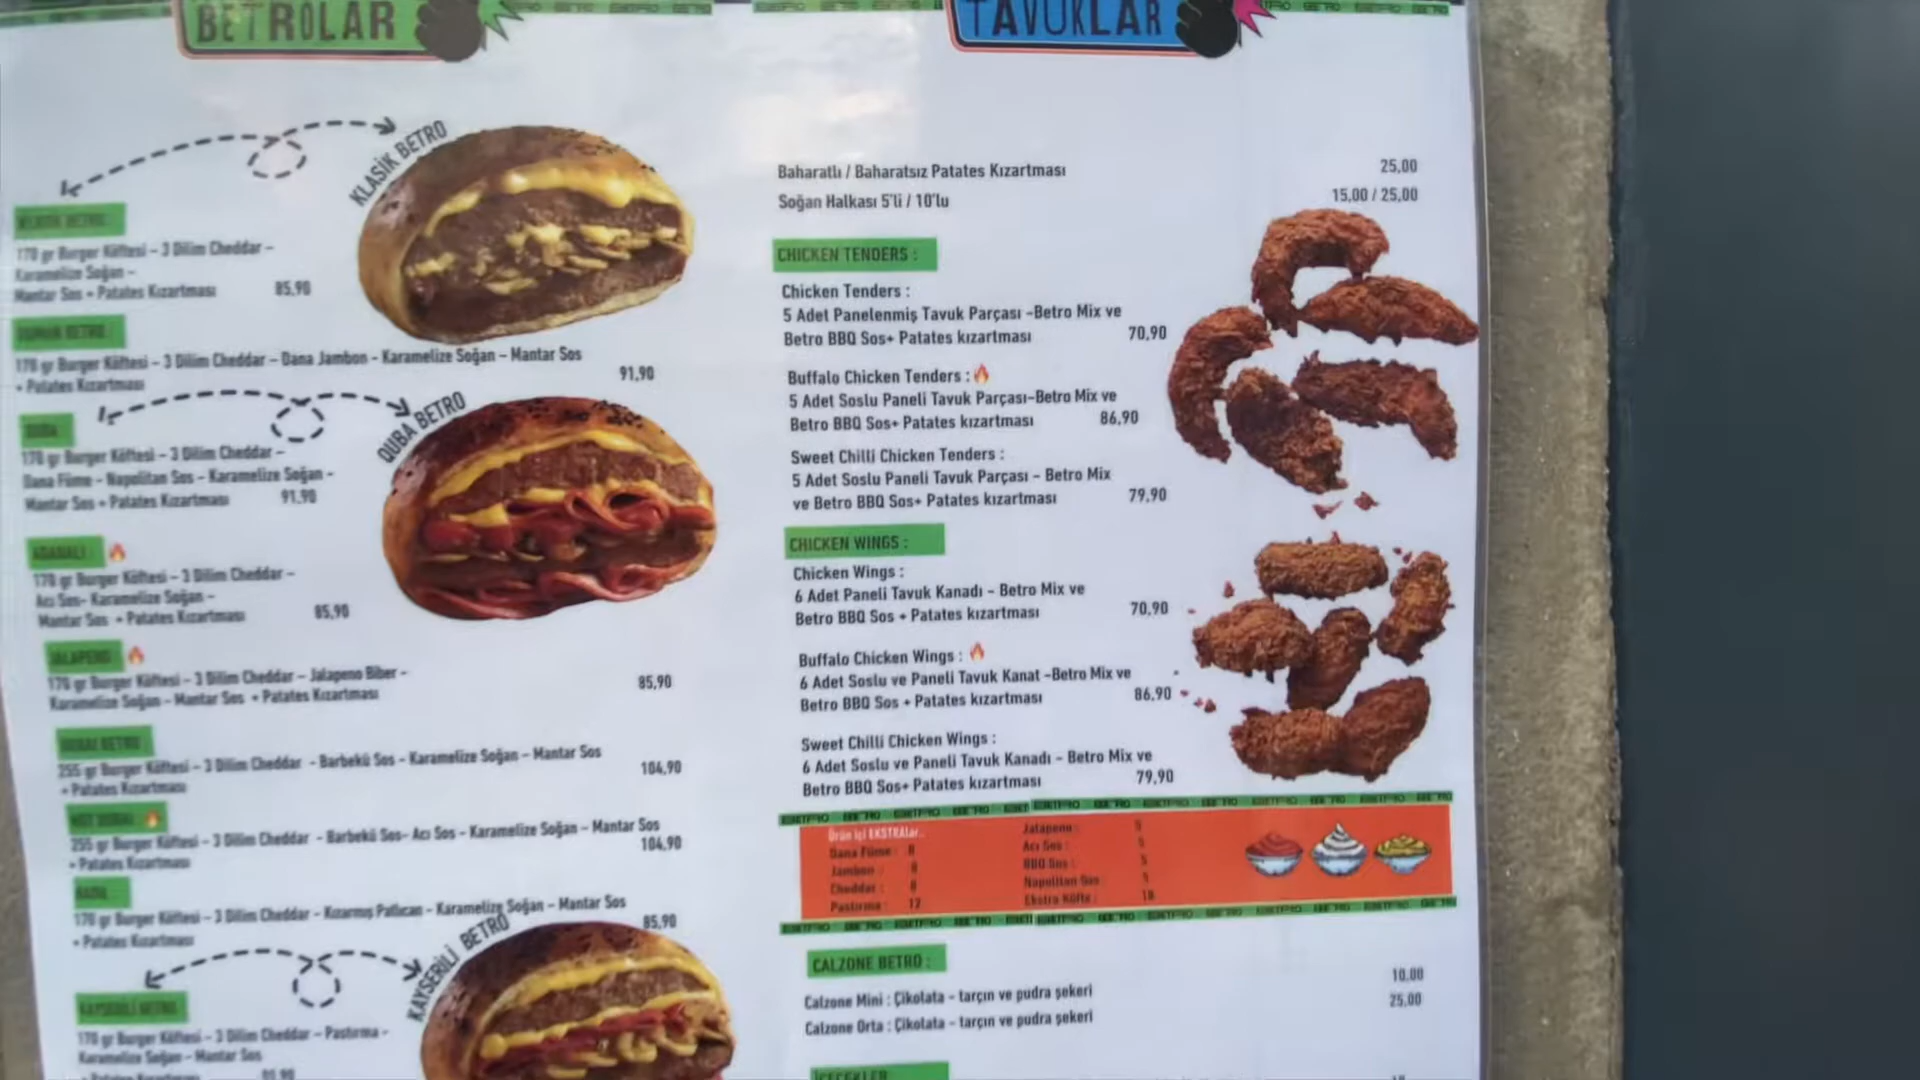 BETROLAR
KLASİK BETRO
170 gr Burger Köftesi – 3 Dilim Cheddar –
Karamelize Soğan –
Mantar Sos + Patates Kızartması 85,90
170 gr Burger Köftesi – 3 Dilim Cheddar – Dana Jambon - Karamelize Soğan – Mantar Sos
+ Patates Kızartması 91,90
QUBA BETRO
QUBA
170 gr Burger Köftesi – 3 Dilim Cheddar –
Dana Füme – Napolitan Sos - Karamelize Soğan -
Mantar Sos + Patates Kızartması 91,90
ADANALI
170 gr Burger Köftesi – 3 Dilim Cheddar –
Acı Sos- Karamelize Soğan –
Mantar Sos + Patates Kızartması 85,90
JALAPENO
170 gr Burger Köftesi – 3 Dilim Cheddar – Jalapeno Biber -
Karamelize Soğan – Mantar Sos + Patates Kızartması 85,90
DUBAI BETRO
255 gr Burger Köftesi – 3 Dilim Cheddar - Barbekü Sos - Karamelize Soğan – Mantar Sos
+ Patates Kızartması 104,90
HOT DUBAI
255 gr Burger Köftesi – 3 Dilim Cheddar - Barbekü Sos- Acı Sos - Karamelize Soğan – Mantar Sos
+ Patates Kızartması 104,90
170 gr Burger Köftesi – 3 Dilim Cheddar – Kızarmış Patlıcan - Karamelize Soğan – Mantar Sos
+ Patates Kızartması 85,90
KAYSERİLİ BETRO
KAYSERİLİ BETRO
170 gr Burger Köftesi – 3 Dilim Cheddar – Pastırma -
Karamelize Soğan – Mantar Sos
+ Patates Kızartması
TAVUKLAR
Baharatlı / Baharatsız Patates Kızartması 25,00
Soğan Halkası 5'li / 10'lu 15,00 / 25,00
CHICKEN TENDERS :
Chicken Tenders :
5 Adet Panelenmiş Tavuk Parçası -Betro Mix ve
Betro BBQ Sos+ Patates kızartması 70,90
Buffalo Chicken Tenders :
5 Adet Soslu Paneli Tavuk Parçası-Betro Mix ve
Betro BBQ Sos+ Patates kızartması 86,90
Sweet Chilli Chicken Tenders :
5 Adet Soslu Paneli Tavuk Parçası - Betro Mix
ve Betro BBQ Sos+ Patates kızartması 79,90
CHICKEN WINGS :
Chicken Wings :
6 Adet Paneli Tavuk Kanadı - Betro Mix ve
Betro BBQ Sos + Patates kızartması 70,90
Buffalo Chicken Wings :
6 Adet Soslu ve Paneli Tavuk Kanat -Betro Mix ve
Betro BBQ Sos + Patates kızartması 86,90
Sweet Chilli Chicken Wings :
6 Adet Soslu ve Paneli Tavuk Kanadı - Betro Mix ve
Betro BBQ Sos+ Patates kızartması 79,90
Ürün İçi EKSTRAlar..
Dana Füme : 8
Jambon : 8
Cheddar : 8
Pastırma : 12
Jalapeno : 5
Acı Sos : 5
BBQ Sos : 5
Napolitan Sos 5
Ekstra Köfte : 18
CALZONE BETRO :
Calzone Mini : Çikolata - tarçın ve pudra şekeri 10.00
Calzone Orta : Çikolata - tarçın ve pudra şekeri 25,00
İÇECEKLER